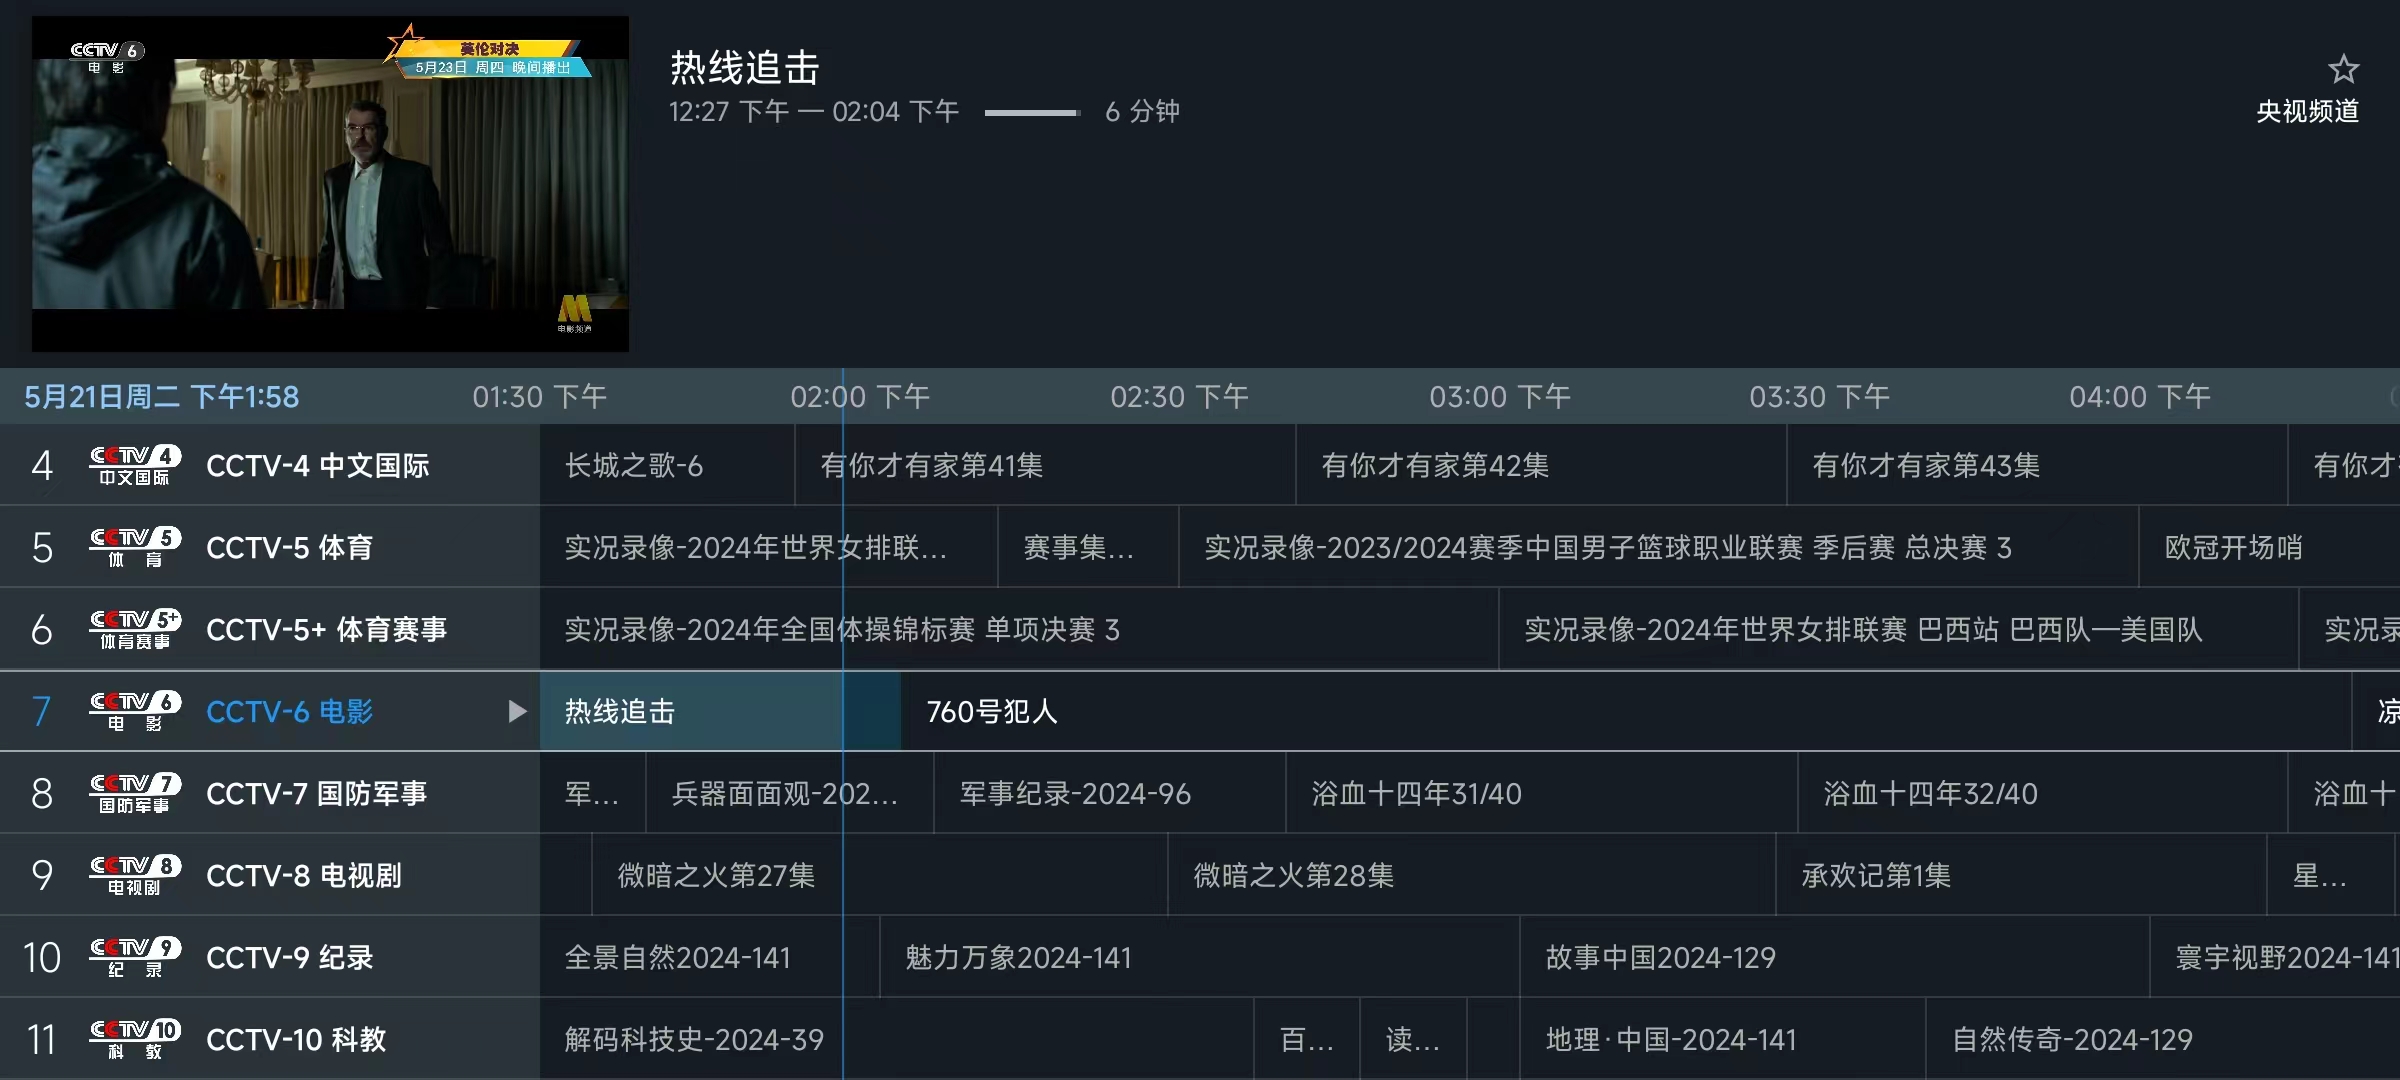 CCTV 6
电影
英伦对决
5月23日 周四 晚间播出
电影频道
热线追击
12:27 下午 — 02:04 下午 6 分钟
央视频道
5月21日周二 下午1:58 01:30 下午 02:00 下午 02:30 下午 03:00 下午 03:30 下午 04:00 下午
4 CCTV 4 中文国际 CCTV-4 中文国际 长城之歌-6 有你才有家第41集 有你才有家第42集 有你才有家第43集 有你才
5 CCTV 5 体育 CCTV-5 体育 实况录像-2024年世界女排联... 赛事集... 实况录像-2023/2024赛季中国男子篮球职业联赛 季后赛 总决赛 3 欧冠开场哨
6 CCTV 5+ 体育赛事 CCTV-5+ 体育赛事 实况录像-2024年全国体操锦标赛 单项决赛 3 实况录像-2024年世界女排联赛 巴西站 巴西队—美国队 实况录
7 CCTV 6 电影 CCTV-6 电影 热线追击 760号犯人 凉
8 CCTV 7 国防军事 CCTV-7 国防军事 军... 兵器面面观-202... 军事纪录-2024-96 浴血十四年31/40 浴血十四年32/40 浴血十
9 CCTV 8 电视剧 CCTV-8 电视剧 微暗之火第27集 微暗之火第28集 承欢记第1集 星...
10 CCTV 9 纪录 CCTV-9 纪录 全景自然2024-141 魅力万象2024-141 故事中国2024-129 寰宇视野2024-141
11 CCTV 10 科教 CCTV-10 科教 解码科技史-2024-39 百... 读... 地理·中国-2024-141 自然传奇-2024-129